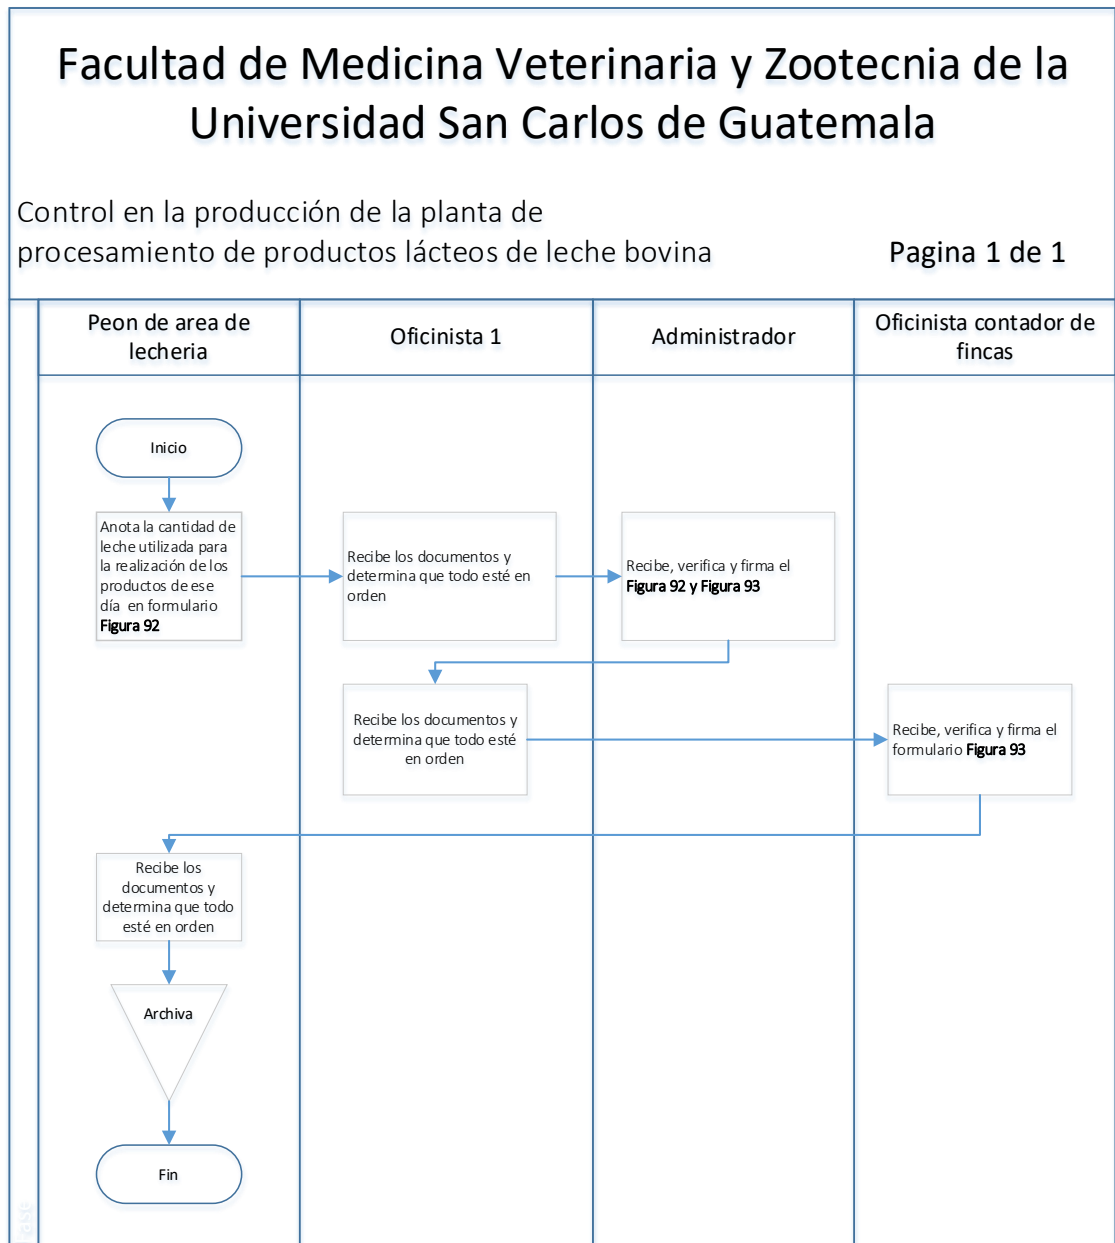 Facultad de Medicina Veterinaria y Zootecnia de la
Universidad San Carlos de Guatemala
Control en la producción de la planta de
procesamiento de productos lácteos de leche bovina
Pagina 1 de 1
Peon de area de
lecheria
Oficinista 1
Administrador
Oficinista contador de
fincas
Inicio
Anota la cantidad de
leche utilizada para
la realización de los
productos de ese
día en formulario
Figura 92
Recibe los documentos y
determina que todo esté en
orden
Recibe, verifica y firma el
Figura 92 y Figura 93
Recibe los documentos y
determina que todo esté
en orden
Recibe, verifica y firma el
formulario Figura 93
Recibe los
documentos y
determina que todo
esté en orden
Archiva
Fin
Fase